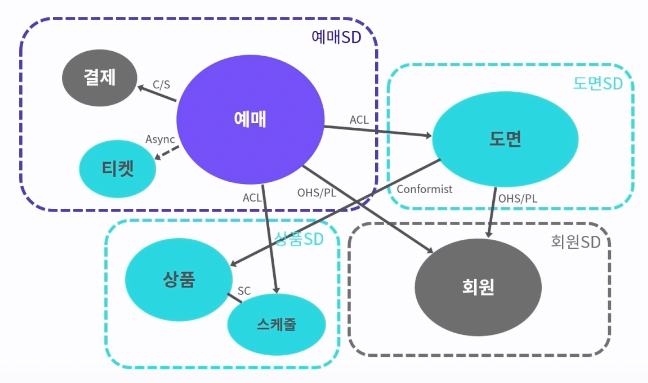 예매SD
결제
C/S
예매
도면SD
ACL
도면
Async
티켓
ACL
OHS/PL
Conformist
OHS/PL
상품SD
회원SD
상품
SC
스케줄
회원